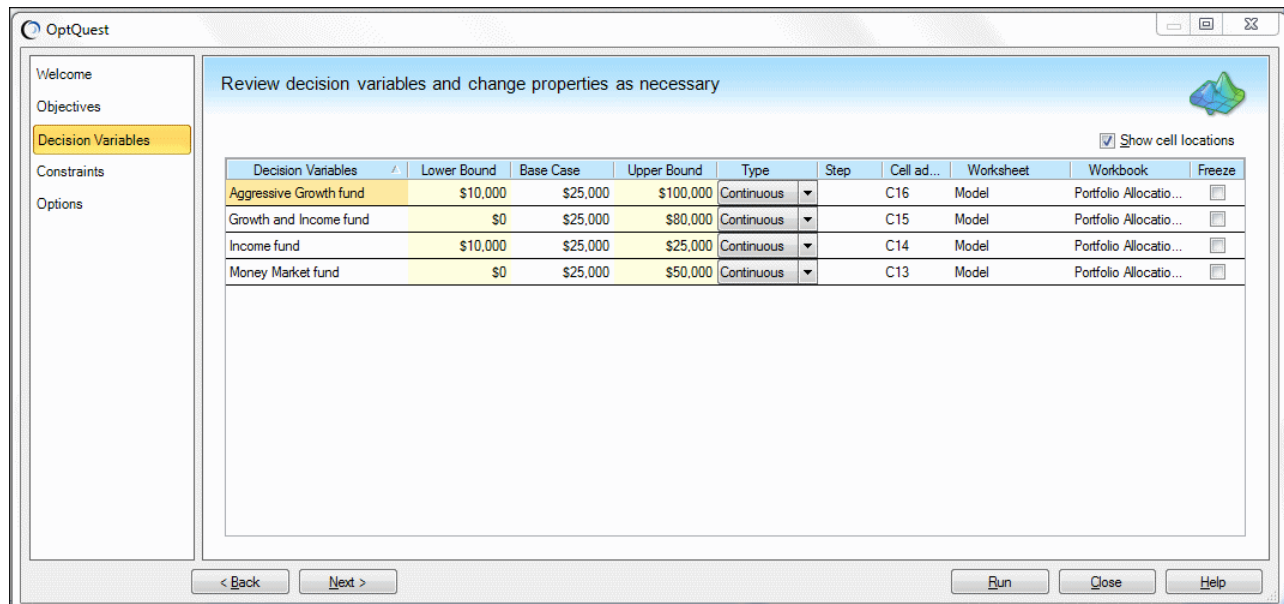 OptQuest
Welcome
Objectives
Decision Variables
Constraints
Options
Review decision variables and change properties as necessary
Show cell locations
Decision Variables Lower Bound Base Case Upper Bound Type Step Cell ad... Worksheet Workbook Freeze
Aggressive Growth fund $10,000 $25,000 $100,000 Continuous C16 Model Portfolio Allocatio...
Growth and Income fund $0 $25,000 $80,000 Continuous C15 Model Portfolio Allocatio...
Income fund $10,000 $25,000 $25,000 Continuous C14 Model Portfolio Allocatio...
Money Market fund $0 $25,000 $50,000 Continuous C13 Model Portfolio Allocatio...
< Back Next > Run Close Help